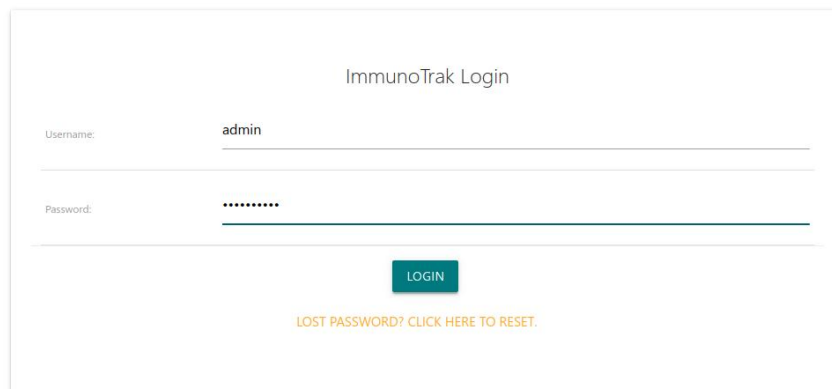 ImmunoTrak Login
Username: admin
Password: ••••••••••
LOGIN
LOST PASSWORD? CLICK HERE TO RESET.